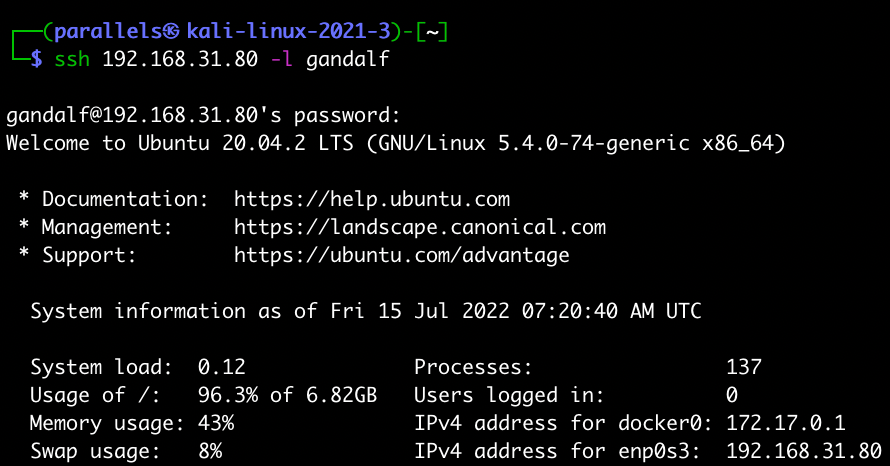 ┌──(parallels㉿kali-linux-2021-3)-[~]
└─$ ssh 192.168.31.80 -l gandalf
gandalf@192.168.31.80's password:
Welcome to Ubuntu 20.04.2 LTS (GNU/Linux 5.4.0-74-generic x86_64)
* Documentation:  https://help.ubuntu.com
* Management:     https://landscape.canonical.com
* Support:        https://ubuntu.com/advantage
System information as of Fri 15 Jul 2022 07:20:40 AM UTC
System load:  0.12              Processes:                137
Usage of /:   96.3% of 6.82GB   Users logged in:          0
Memory usage: 43%               IPv4 address for docker0: 172.17.0.1
Swap usage:   8%                IPv4 address for enp0s3:  192.168.31.80